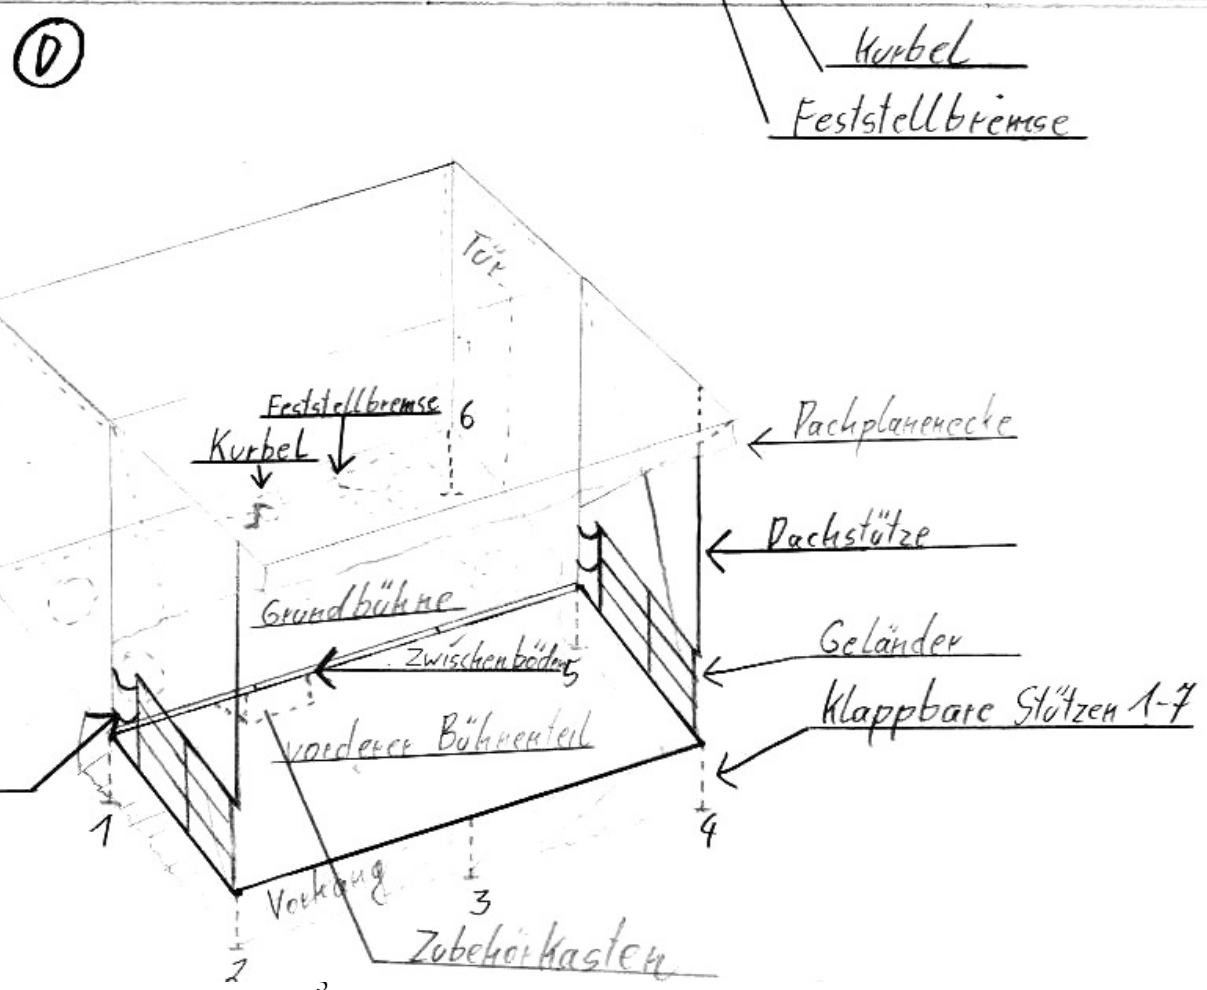 D
Kurbel
Feststellbremse
Tür
Feststellbremse
6
Kurbel
Dachplanenecke
Dachstütze
Grundbühne
Zwischenböden
5
Geländer
Klappbare Stützen 1-7
vorderer Bühnenteil
1
4
Vorhang
3
Zubehörkasten
2